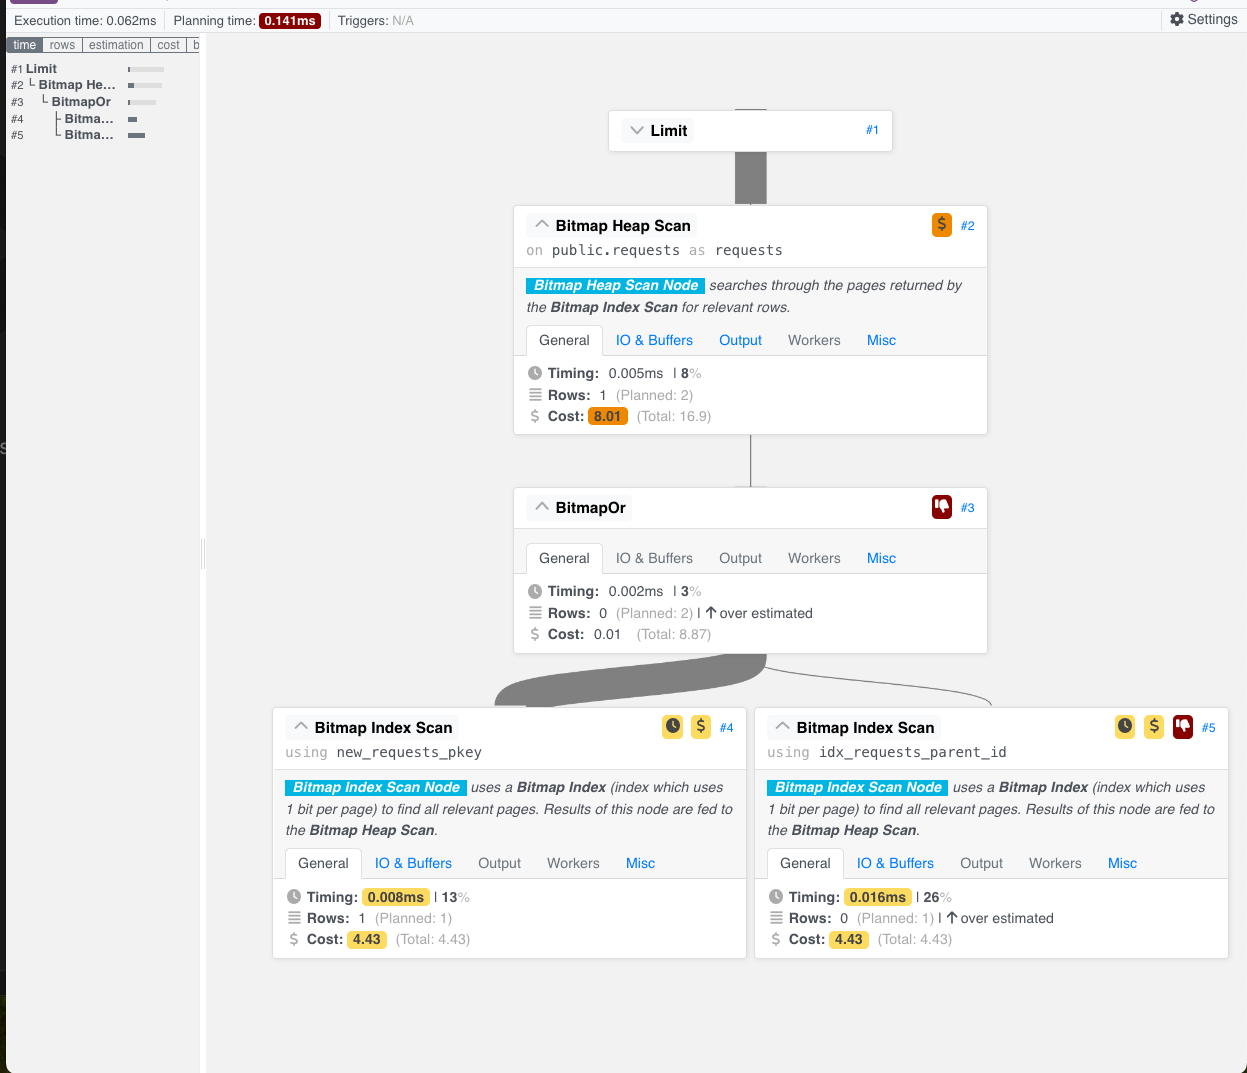 Execution time: 0.062ms Planning time: 0.141ms Triggers: N/A Settings
time rows estimation cost b
#1 Limit
#2 └ Bitmap He...
#3 └ BitmapOr
#4 ├ Bitma...
#5 └ Bitma...
Limit #1
Bitmap Heap Scan $ #2
on public.requests as requests
Bitmap Heap Scan Node searches through the pages returned by
the Bitmap Index Scan for relevant rows.
General IO & Buffers Output Workers Misc
Timing: 0.005ms | 8%
Rows: 1 (Planned: 2)
$ Cost: 8.01 (Total: 16.9)
BitmapOr #3
General IO & Buffers Output Workers Misc
Timing: 0.002ms | 3%
Rows: 0 (Planned: 2) | ↑ over estimated
$ Cost: 0.01 (Total: 8.87)
Bitmap Index Scan $ #4
using new_requests_pkey
Bitmap Index Scan Node uses a Bitmap Index (index which uses
1 bit per page) to find all relevant pages. Results of this node are fed to
the Bitmap Heap Scan.
General IO & Buffers Output Workers Misc
Timing: 0.008ms | 13%
Rows: 1 (Planned: 1)
$ Cost: 4.43 (Total: 4.43)
Bitmap Index Scan $ #5
using idx_requests_parent_id
Bitmap Index Scan Node uses a Bitmap Index (index which uses
1 bit per page) to find all relevant pages. Results of this node are fed to
the Bitmap Heap Scan.
General IO & Buffers Output Workers Misc
Timing: 0.016ms | 26%
Rows: 0 (Planned: 1) | ↑ over estimated
$ Cost: 4.43 (Total: 4.43)